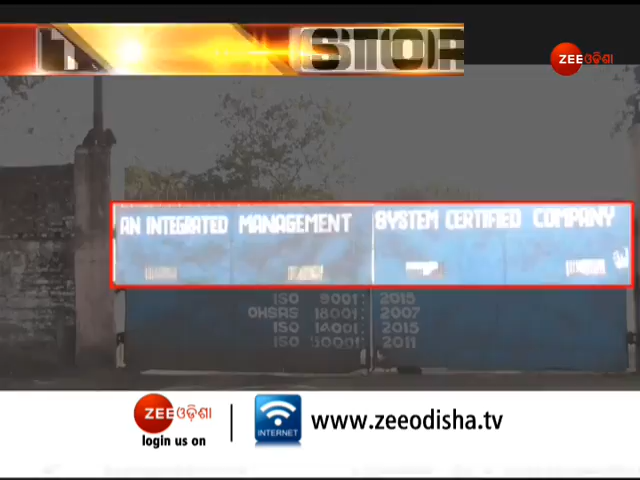 STOR
ZEE ଓଡ଼ିଶା
AN INTEGRATED MANAGEMENT SYSTEM CERTIFIED COMPANY
ISO 9001: 2015
OHSAS 18001: 2007
ISO 14001: 2015
ISO 50001: 2011
ZEE ଓଡ଼ିଶା
login us on
INTERNET
www.zeeodisha.tv